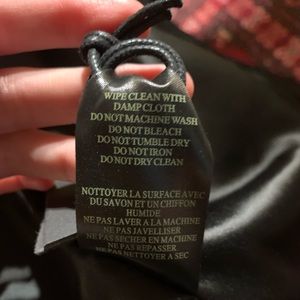 WIPE CLEAN WITH
DAMP CLOTH
DO NOT MACHINE WASH
DO NOT BLEACH
DO NOT TUMBLE DRY
DO NOT IRON
DO NOT DRY CLEAN
NOTTOYER LA SURFACE AVEC
DU SAVON ET UN CHIFFON
HUMIDE
NE PAS LAVER A LA MACHINE
NE PAS JAVELLISER
NE PAS SECHER EN MACHINE
NE PAS REPASSER.
NE PAS NETTOYER A SEC